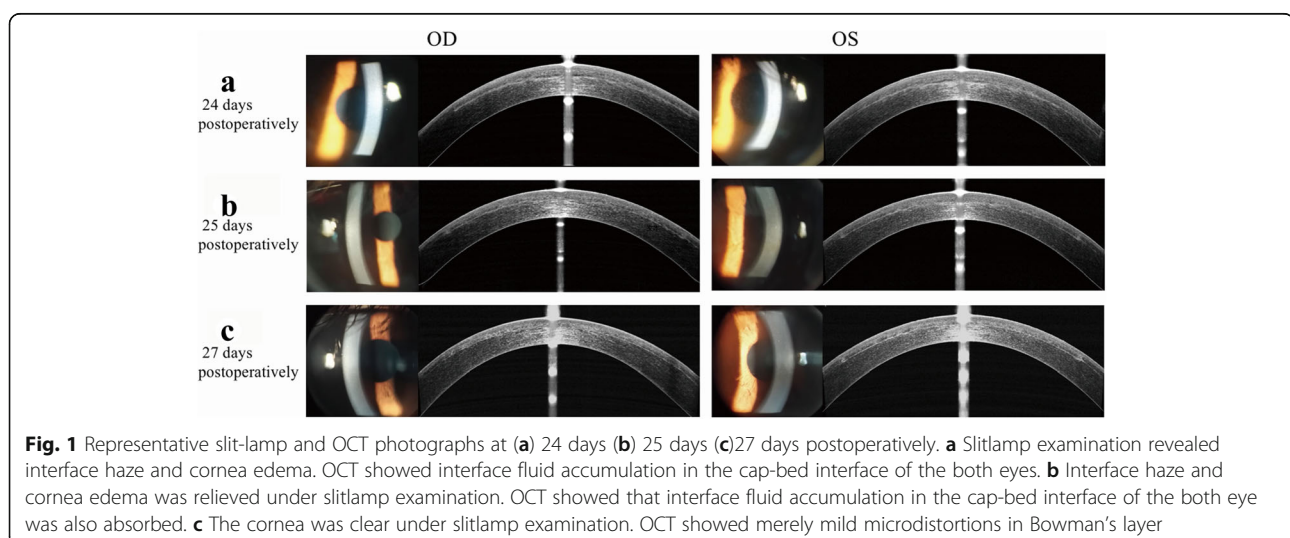 OD
OS
a
24 days
postoperatively
b
25 days
postoperatively
c
27 days
postoperatively
Fig. 1 Representative slit-lamp and OCT photographs at (a) 24 days (b) 25 days (c)27 days postoperatively. a Slitlamp examination revealed
interface haze and cornea edema. OCT showed interface fluid accumulation in the cap-bed interface of the both eyes. b Interface haze and
cornea edema was relieved under slitlamp examination. OCT showed that interface fluid accumulation in the cap-bed interface of the both eye
was also absorbed. c The cornea was clear under slitlamp examination. OCT showed merely mild microdistortions in Bowman's layer